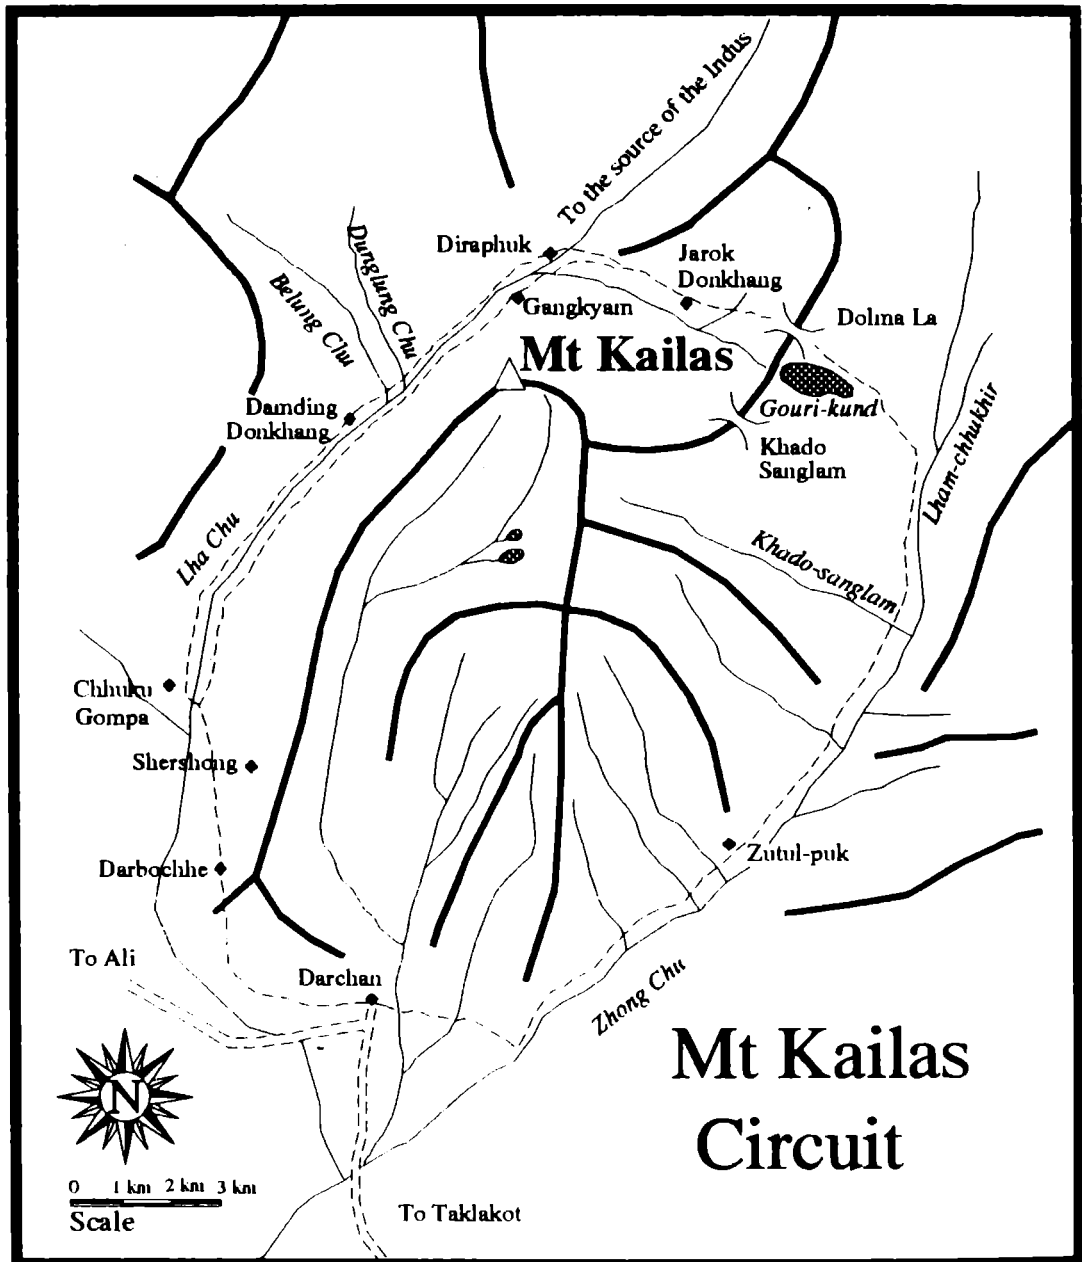 To the source of the Indus
Diraphuk
Jarok
Donkhang
Dunglung Chu
Belung Chu
Gangkyam
Dolma La
Mt Kailas
Gouri-kund
Damding
Donkhang
Khado
Sanglam
Lham-chhukhir
Lha Chu
Khado-sanglam
Chhuku
Gompa
Shershong
Darbochhe
Zutul-puk
To Ali
Darchan
Zhong Chu
Mt Kailas
Circuit
N
0 1 km 2 km 3 km
Scale
To Taklakot